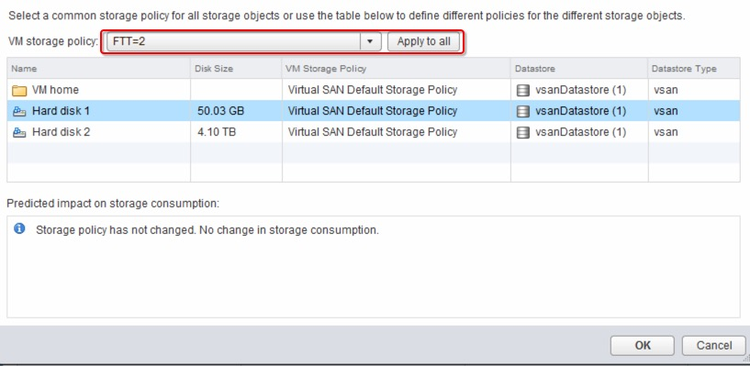 Select a common storage policy for all storage objects or use the table below to define different policies for the different storage objects.
VM storage policy: FTT=2 Apply to all
Name Disk Size VM Storage Policy Datastore Datastore Type
VM home Virtual SAN Default Storage Policy vsanDatastore (1) vsan
Hard disk 1 50.03 GB Virtual SAN Default Storage Policy vsanDatastore (1) vsan
Hard disk 2 4.10 TB Virtual SAN Default Storage Policy vsanDatastore (1) vsan
Predicted impact on storage consumption:
Storage policy has not changed. No change in storage consumption.
OK Cancel